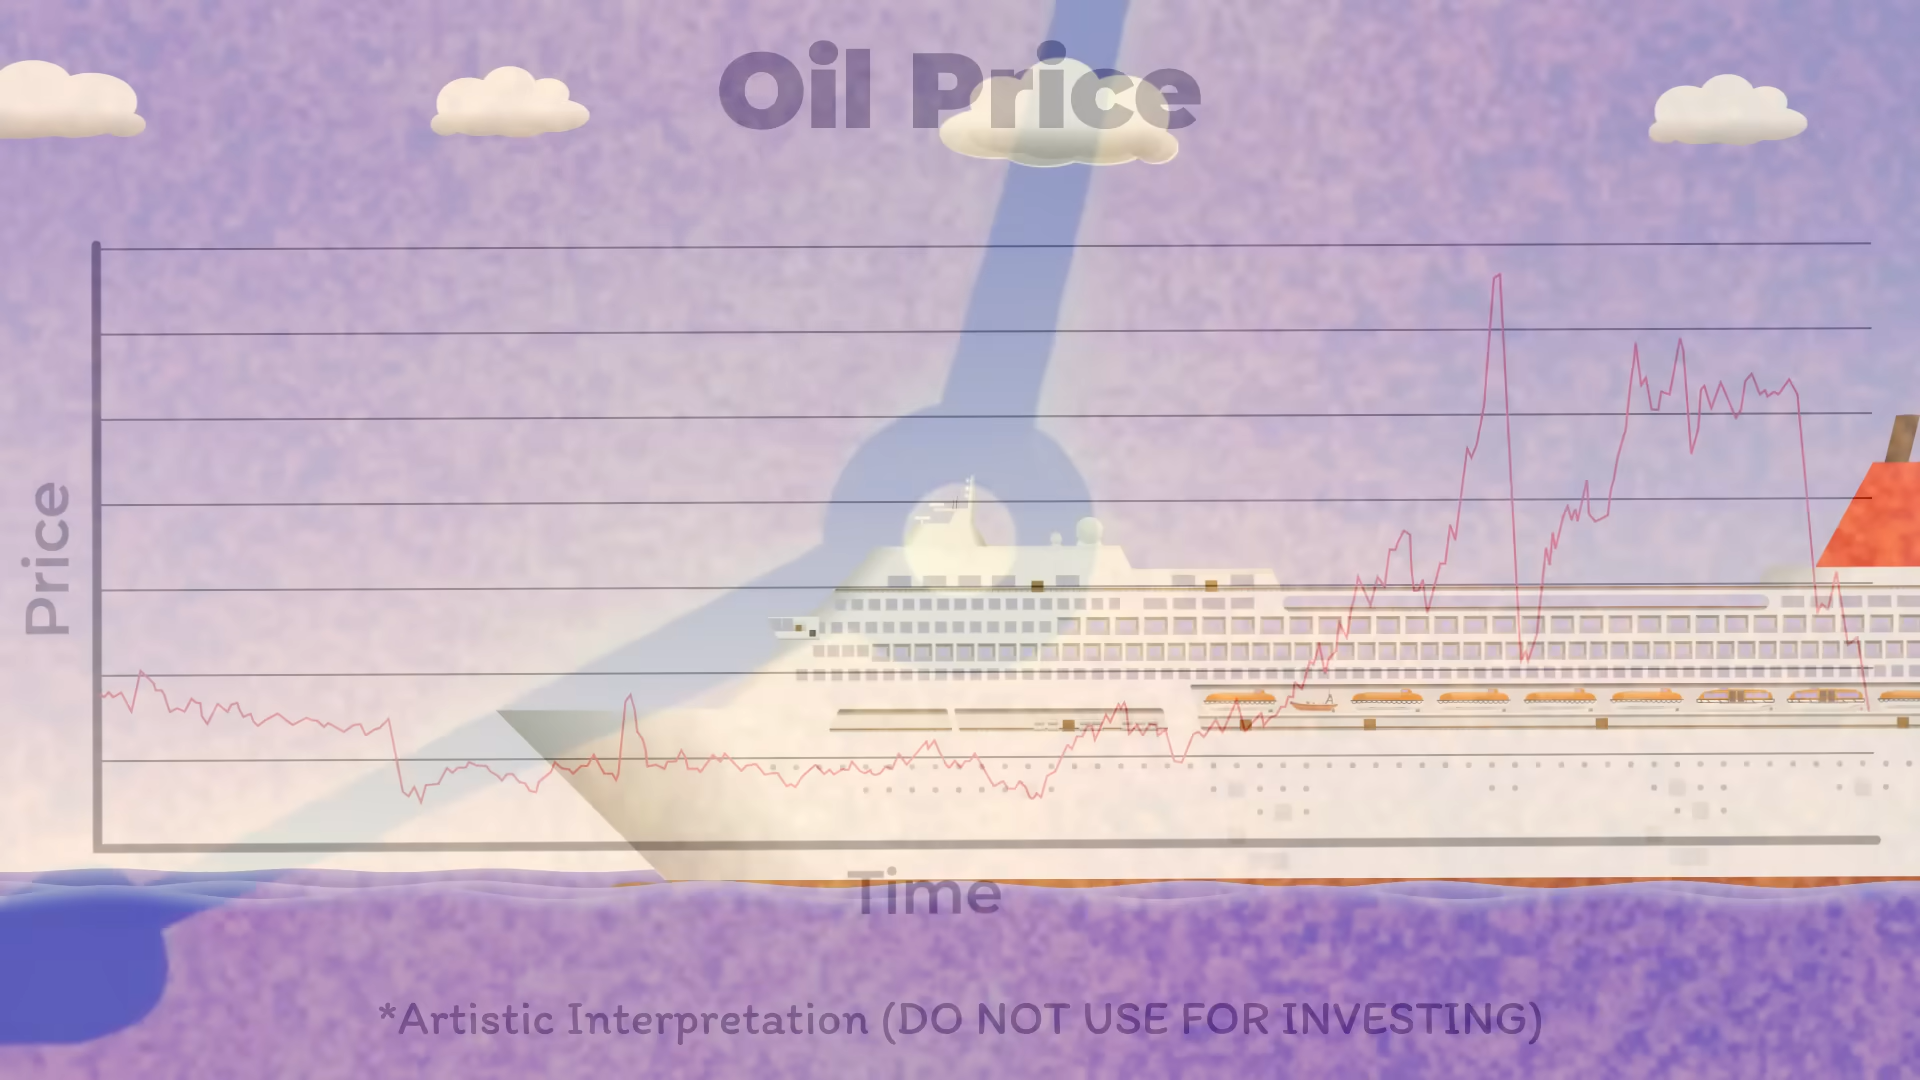 Oil Price
Price
Time
*Artistic Interpretation (DO NOT USE FOR INVESTING)